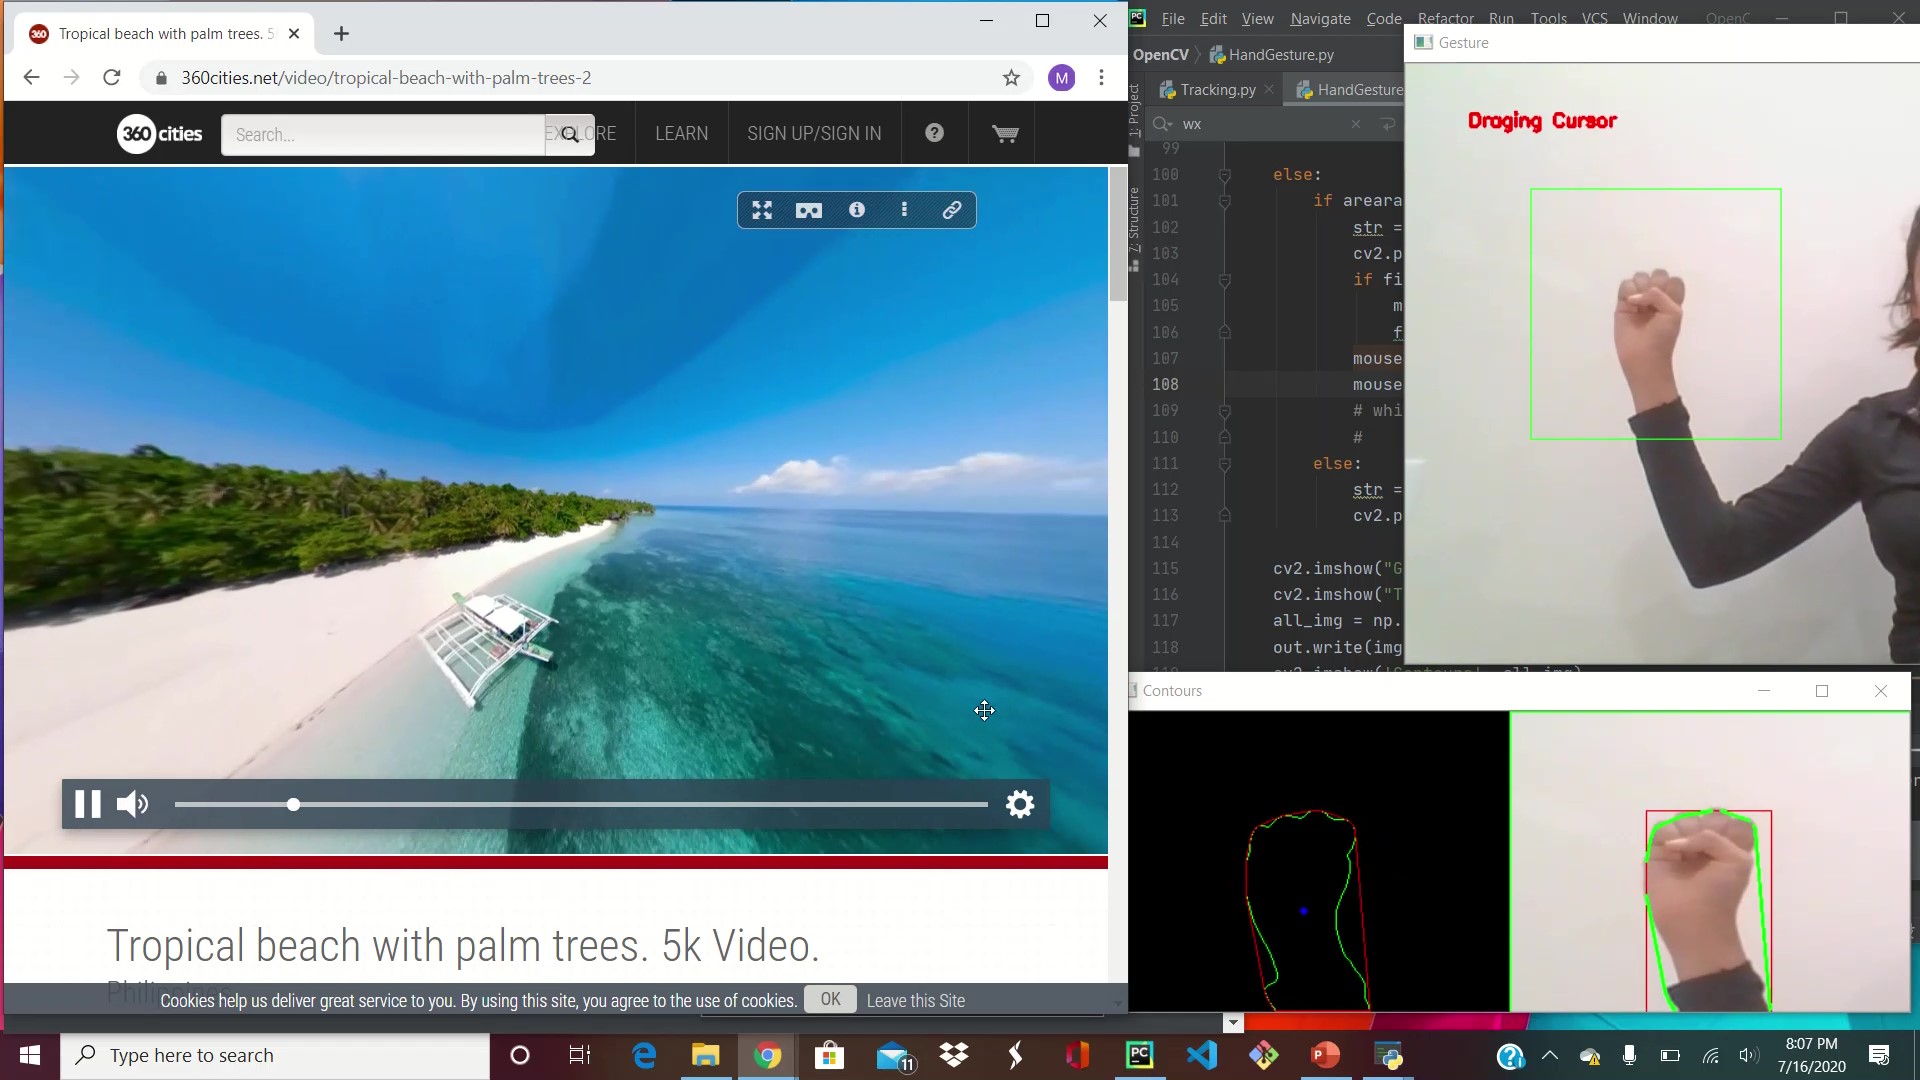 Tropical beach with palm trees. 5
360cities.net/video/tropical-beach-with-palm-trees-2
M
360 cities
Search...
EXPLORE
LEARN
SIGN UP/SIGN IN
Tropical beach with palm trees. 5k Video.
Philippines
Cookies help us deliver great service to you. By using this site, you agree to the use of cookies.
OK
Leave this Site
File Edit View Navigate Code Refactor Run Tools VCS Window OpenC
OpenCV
HandGesture.py
Tracking.py
HandGesture
1: Project
7: Structure
wx
99
100 else:
101 if areara
102 str =
103 cv2.p
104 if fi
105 m
106 f
107 mouse
108 mouse
109 # whi
110 #
111 else:
112 str =
113 cv2.p
114
115 cv2.imshow("G
116 cv2.imshow("T
117 all_img = np.
118 out.write(img
Gesture
Draging Cursor
Contours
Type here to search
11
8:07 PM
7/16/2020